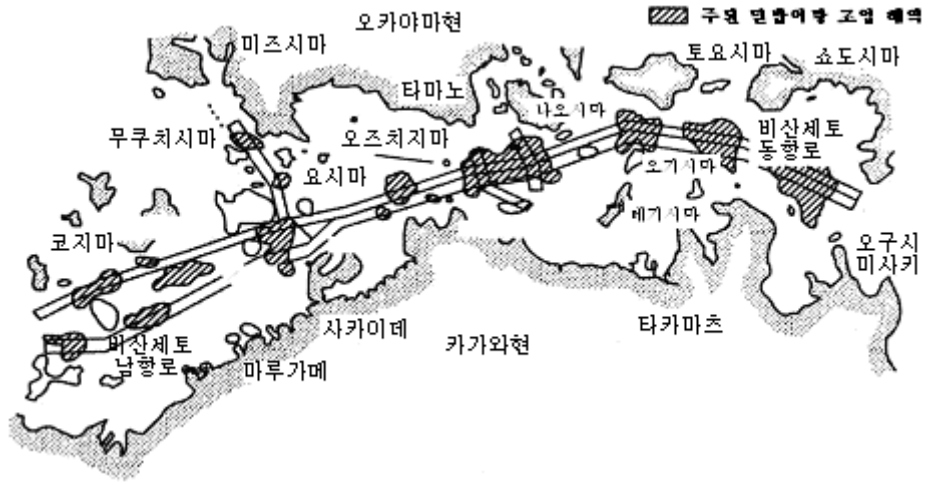 오카야마현
주된 민밥어망 조업 해역
미즈시마
토요시마
쇼도시마
타마노
나오시마
무쿠치시마
오즈치지마
비산세토
동항로
요시마
오기시마
메기시마
코시마
오구시
미사키
사카이데
타카마츠
카가와현
비산세토
남항로
마루가메